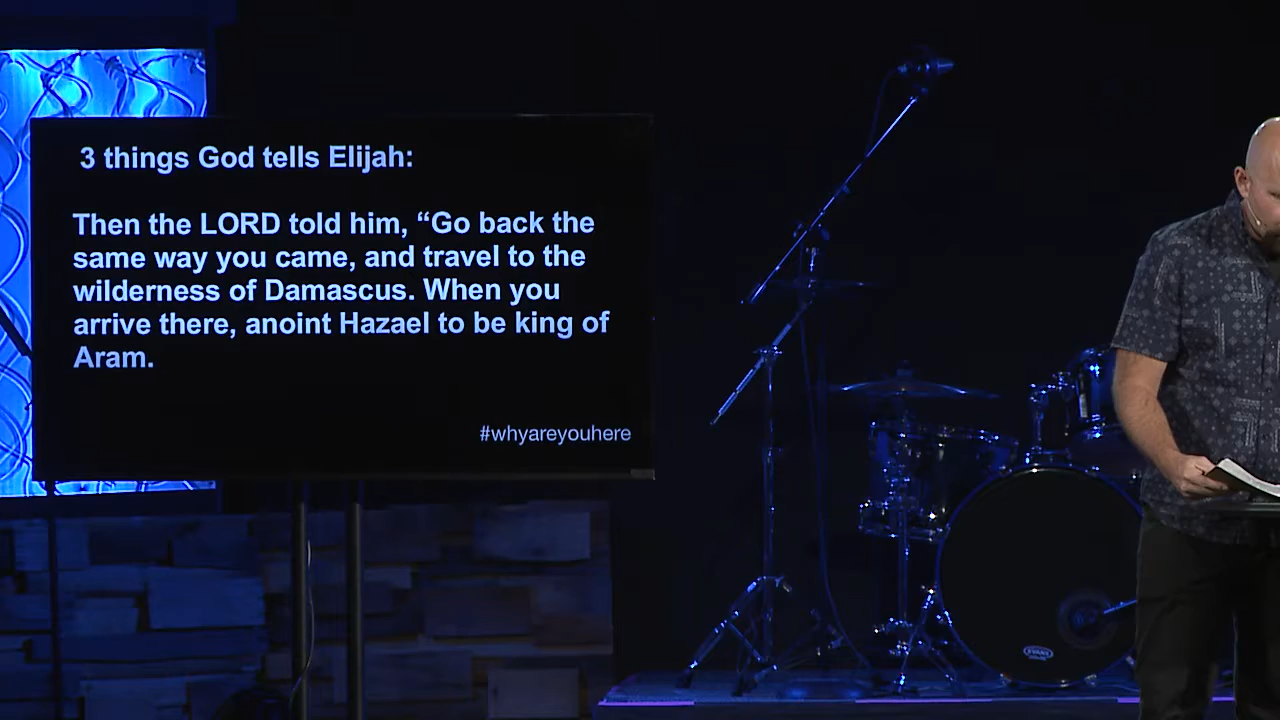 3 things God tells Elijah:
Then the LORD told him, “Go back the
same way you came, and travel to the
wilderness of Damascus. When you
arrive there, anoint Hazael to be king of
Aram.
#whyareyouhere
EVANS